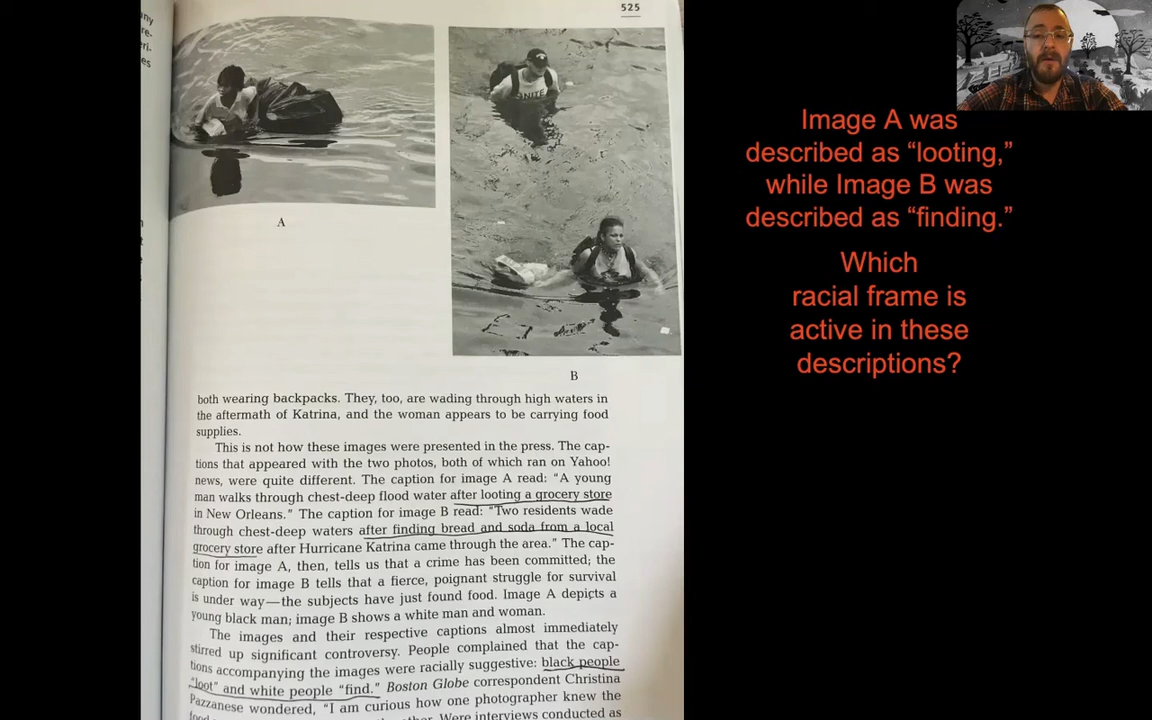 525
ny
re-
ri-
es
NITE
A
B
both wearing backpacks. They, too, are wading through high waters in
the aftermath of Katrina, and the woman appears to be carrying food
supplies.
This is not how these images were presented in the press. The cap-
tions that appeared with the two photos, both of which ran on Yahoo!
news, were quite different. The caption for image A read: "A young
man walks through chest-deep flood water after looting a grocery store
in New Orleans." The caption for image B read: "Two residents wade
through chest-deep waters after finding bread and soda from a local
grocery store after Hurricane Katrina came through the area." The cap-
tion for image A, then, tells us that a crime has been committed; the
caption for image B tells that a fierce, poignant struggle for survival
is under way—the subjects have just found food. Image A depicts a
young black man; image B shows a white man and woman.
The images and their respective captions almost immediately
stirred up significant controversy. People complained that the cap-
tions accompanying the images were racially suggestive: black people
"loot" and white people "find." Boston Globe correspondent Christina
Pazzanese wondered, "I am curious how one photographer knew the
food Were interviews conducted as
Image A was
described as “looting,”
while Image B was
described as “finding.”
Which
racial frame is
active in these
descriptions?